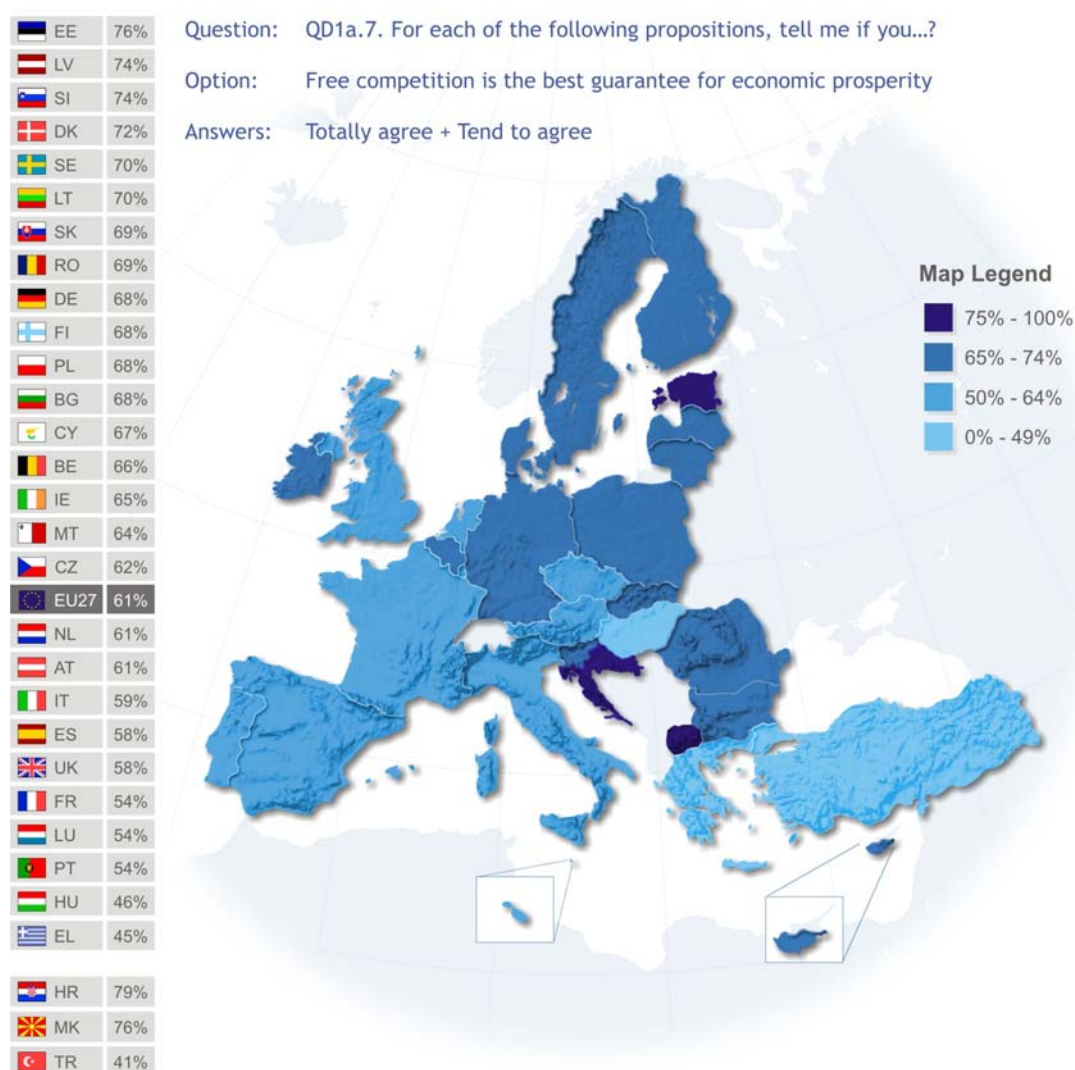 Question: QD1a.7. For each of the following propositions, tell me if you...?
Option: Free competition is the best guarantee for economic prosperity
Answers: Totally agree + Tend to agree
EE 76%
LV 74%
SI 74%
DK 72%
SE 70%
LT 70%
SK 69%
RO 69%
DE 68%
FI 68%
PL 68%
BG 68%
CY 67%
BE 66%
IE 65%
MT 64%
CZ 62%
EU27 61%
NL 61%
AT 61%
IT 59%
ES 58%
UK 58%
FR 54%
LU 54%
PT 54%
HU 46%
EL 45%
HR 79%
MK 76%
TR 41%
Map Legend
75% - 100%
65% - 74%
50% - 64%
0% - 49%